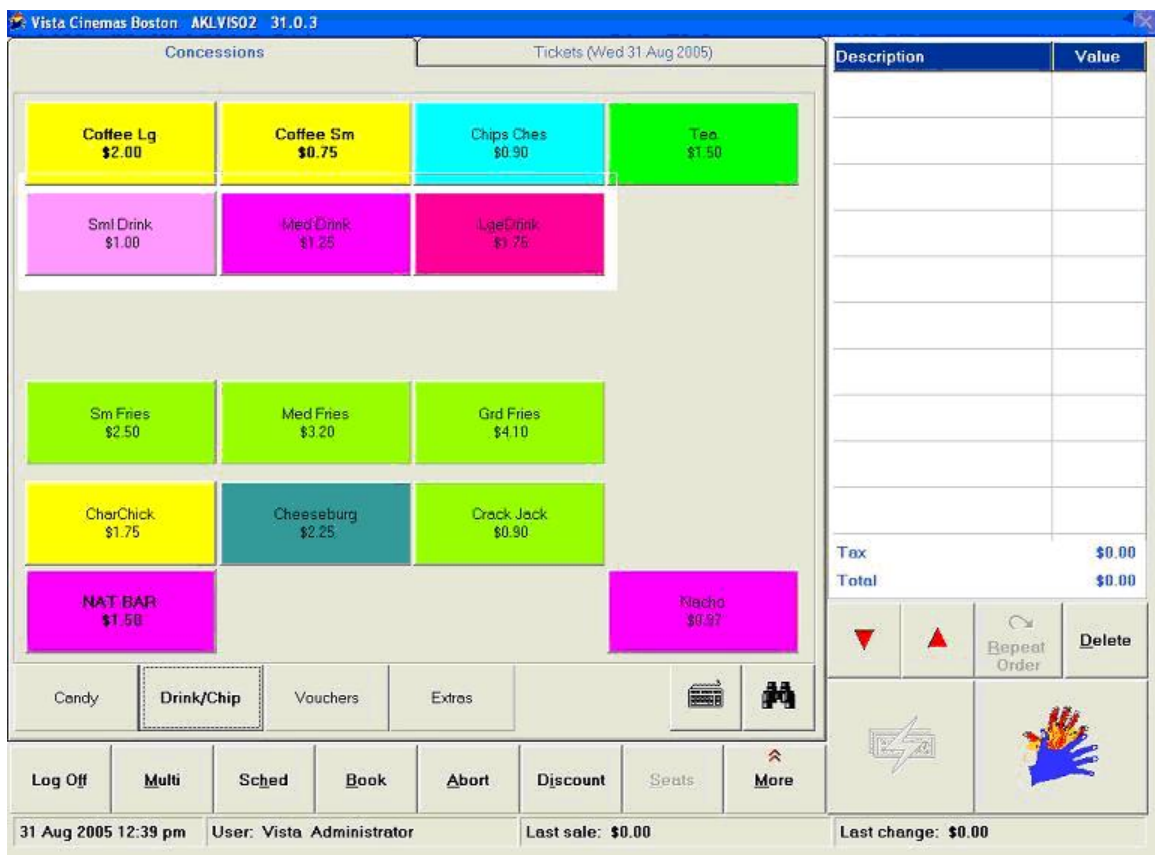 Vista Cinemas Boston AKLVIS02 31.0.3
Concessions
Tickets (Wed 31 Aug 2005)
Description Value
Coffee Lg
$2.00
Coffee Sm
$0.75
Chips Ches
$0.90
Tea
$1.50
Sml Drink
$1.00
Med Drink
$1.25
LgeDrink
$1.75
Sm Fries
$2.50
Med Fries
$3.20
Grd Fries
$4.10
CharChick
$1.75
Cheeseburg
$2.25
Crack Jack
$0.90
NAT BAR
$1.50
Nacho
$0.97
Tax $0.00
Total $0.00
Repeat
Order
Delete
Candy
Drink/Chip
Vouchers
Extras
Log Off
Multi
Sched
Book
Abort
Discount
Seats
More
31 Aug 2005 12:39 pm
User: Vista Administrator
Last sale: $0.00
Last change: $0.00